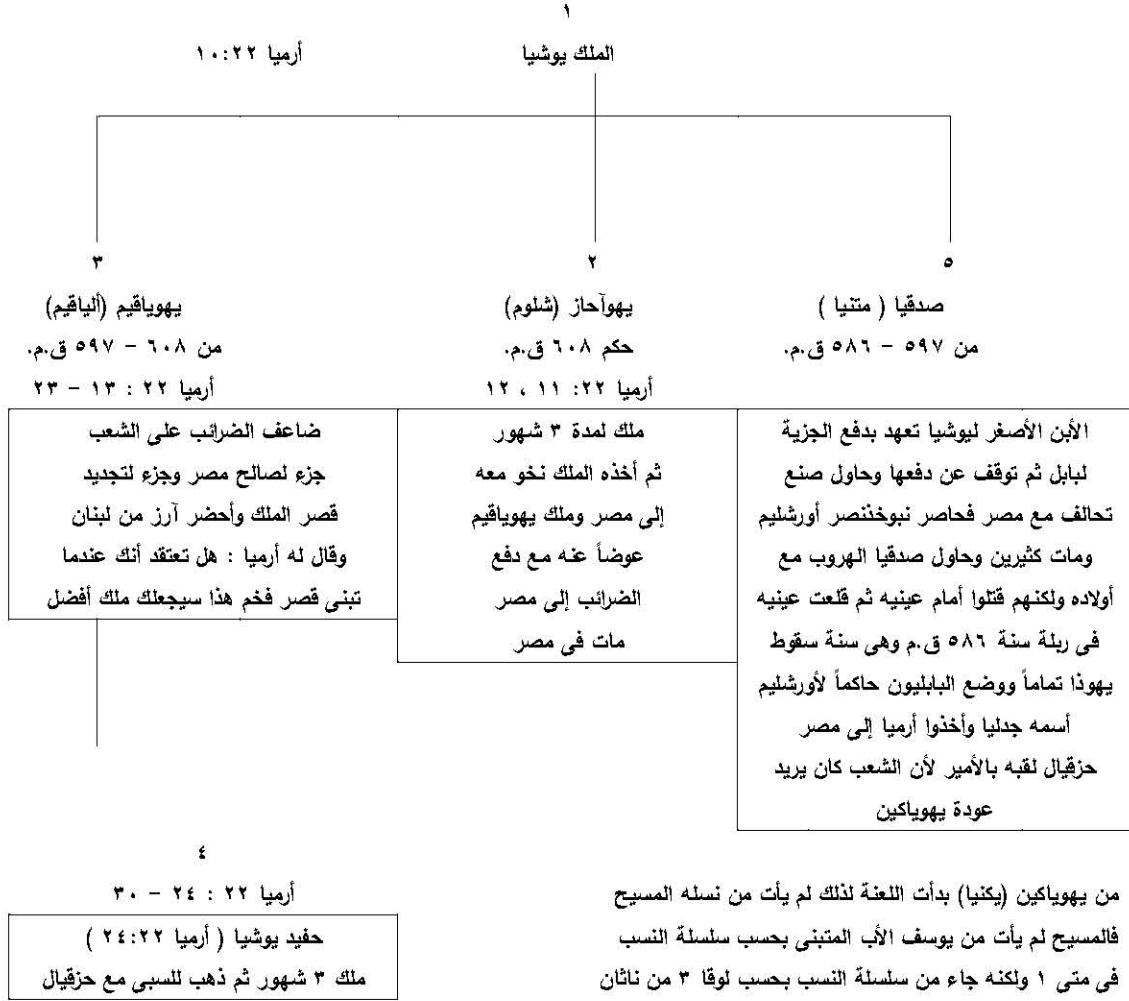 ١
الملك يوشيا
أرميا ١٠:٢٢
٥
صدقيا ( متنيا )
من ٥٩٧ – ٥٨٦ ق.م.
الأبن الأصغر ليوشيا تعهد بدفع الجزية
لبابل ثم توقف عن دفعها وحاول صنع
تحالف مع مصر فحاصر نبوخذنصر أورشليم
ومات كثيرين وحاول صدقيا الهروب مع
أولاده ولكنهم قتلوا أمام عينيه ثم قلعت عينيه
فى ربلة سنة ٥٨٦ ق.م وهى سنة سقوط
يهوذا تماماً ووضع البابليون حاكماً لأورشليم
أسمه جدليا وأخذوا أرميا إلى مصر
حزقيال لقبه بالأمير لأن الشعب كان يريد
عودة يهوياكين
٢
يهوآحاز (شلوم)
حكم ٦٠٨ ق.م.
أرميا ٢٢: ١١ ، ١٢
ملك لمدة ٣ شهور
ثم أخذه الملك نخو معه
إلى مصر وملك يهوياقيم
عوضاً عنه مع دفع
الضرائب إلى مصر
مات فى مصر
٣
يهوياقيم (ألياقيم)
من ٦٠٨ – ٥٩٧ ق.م.
أرميا ٢٢ : ١٣ – ٢٣
ضاعف الضرائب على الشعب
جزء لصالح مصر وجزء لتجديد
قصر الملك وأحضر آرز من لبنان
وقال له أرميا : هل تعتقد أنك عندما
تبنى قصر فخم هذا سيجعلك ملك أفضل
٤
أرميا ٢٢ : ٢٤ – ٣٠
حفيد يوشيا ( أرميا ٢٤:٢٢ )
ملك ٣ شهور ثم ذهب للسبى مع حزقيال
من يهوياكين (يكنيا) بدأت اللعنة لذلك لم يأت من نسله المسيح
فالمسيح لم يأت من يوسف الأب المتبنى بحسب سلسلة النسب
فى متى ١ ولكنه جاء من سلسلة النسب بحسب لوقا ٣ من ناثان